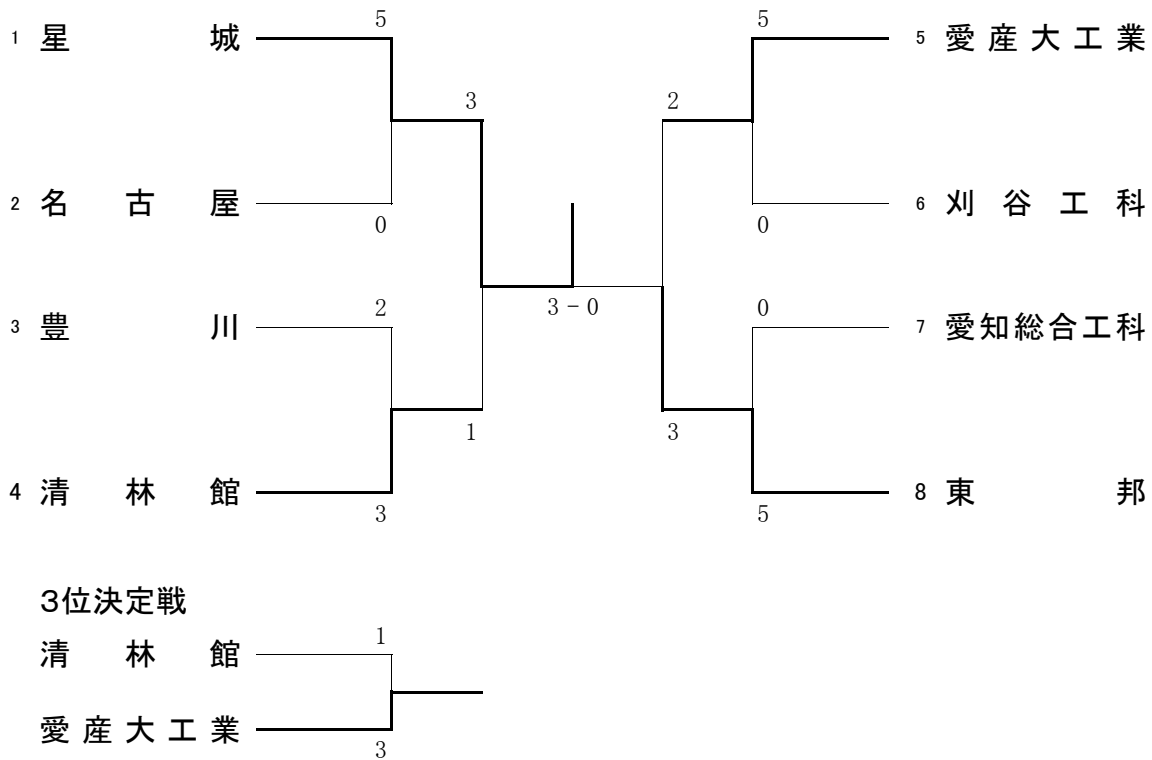 5 5
1 星城 5 愛産大工業
3 2
2 名古屋 6 刈谷工科
0 0
2 3-0 0
3 豊川 7 愛知総合工科
1 3
4 清林館 8 東邦
3 5
3位決定戦
1
清林館
愛産大工業
3